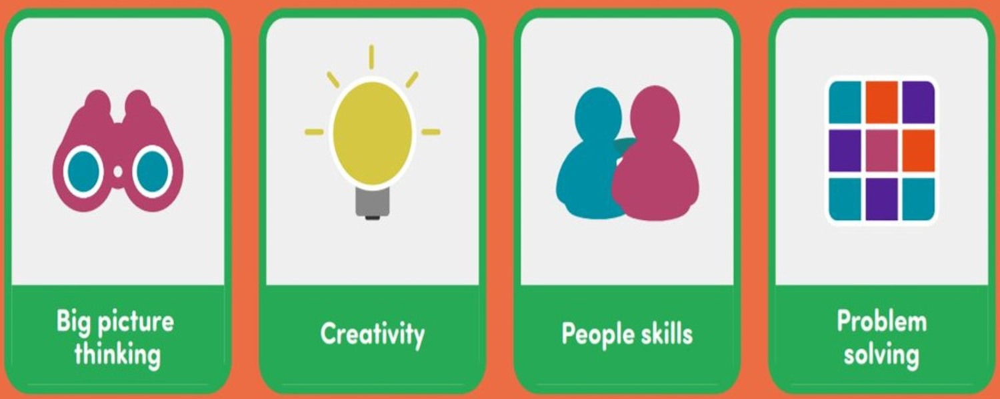 Big picture
thinking
Creativity
People skills
Problem
solving